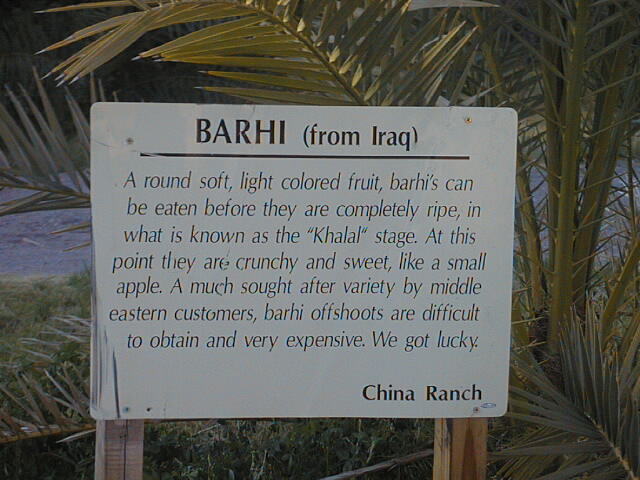 BARHI (from Iraq)
A round soft, light colored fruit, barhi's can
be eaten before they are completely ripe, in
what is known as the "Khalal" stage. At this
point they are crunchy and sweet, like a small
apple. A much sought after variety by middle
eastern customers, barhi offshoots are difficult
to obtain and very expensive. We got lucky.
China Ranch